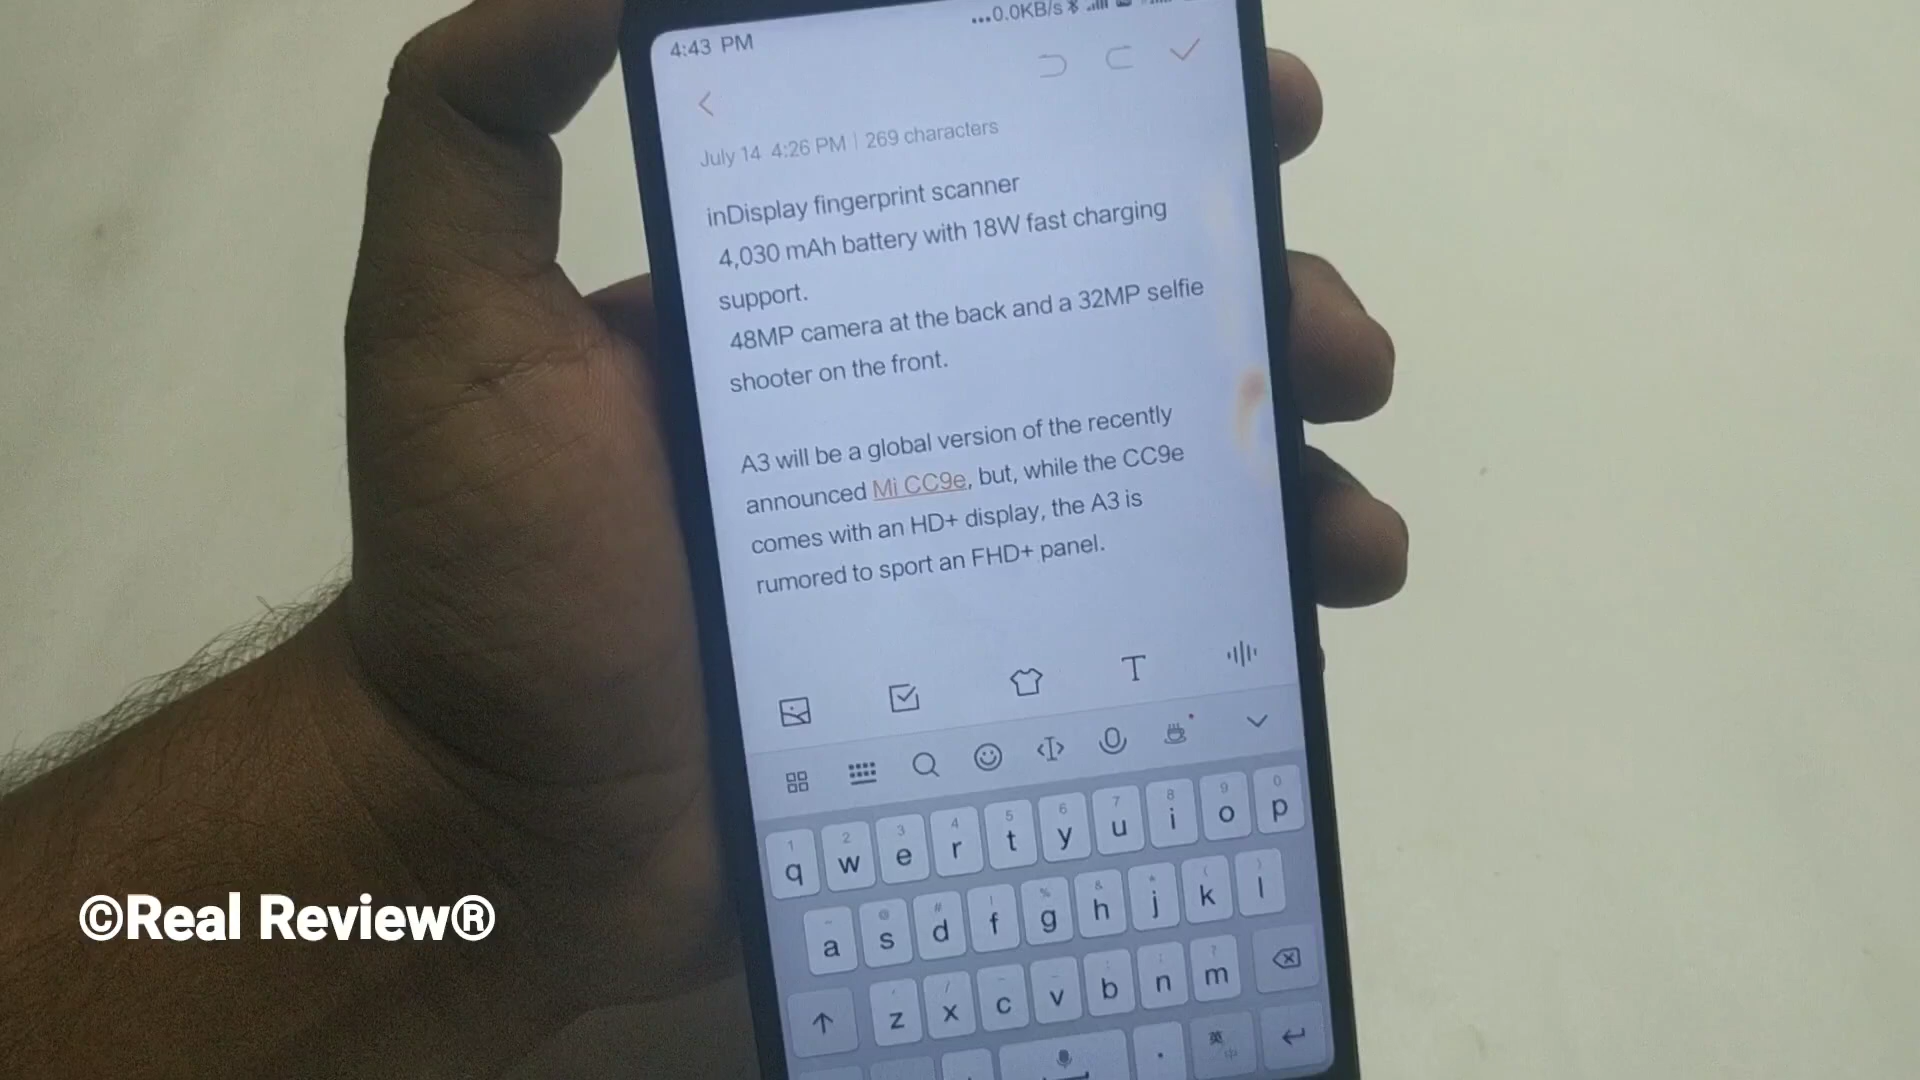 4:43 PM
...0.0KB/s
July 14 4:26 PM | 269 characters
inDisplay fingerprint scanner
4,030 mAh battery with 18W fast charging
support.
48MP camera at the back and a 32MP selfie
shooter on the front.
A3 will be a global version of the recently
announced Mi CC9e, but, while the CC9e
comes with an HD+ display, the A3 is
rumored to sport an FHD+ panel.
T
1 2 3 4 5 6 7 8 9 0
q w e r t y u i o p
a s d f g h j k l
z x c v b n m
英
中
©Real Review®